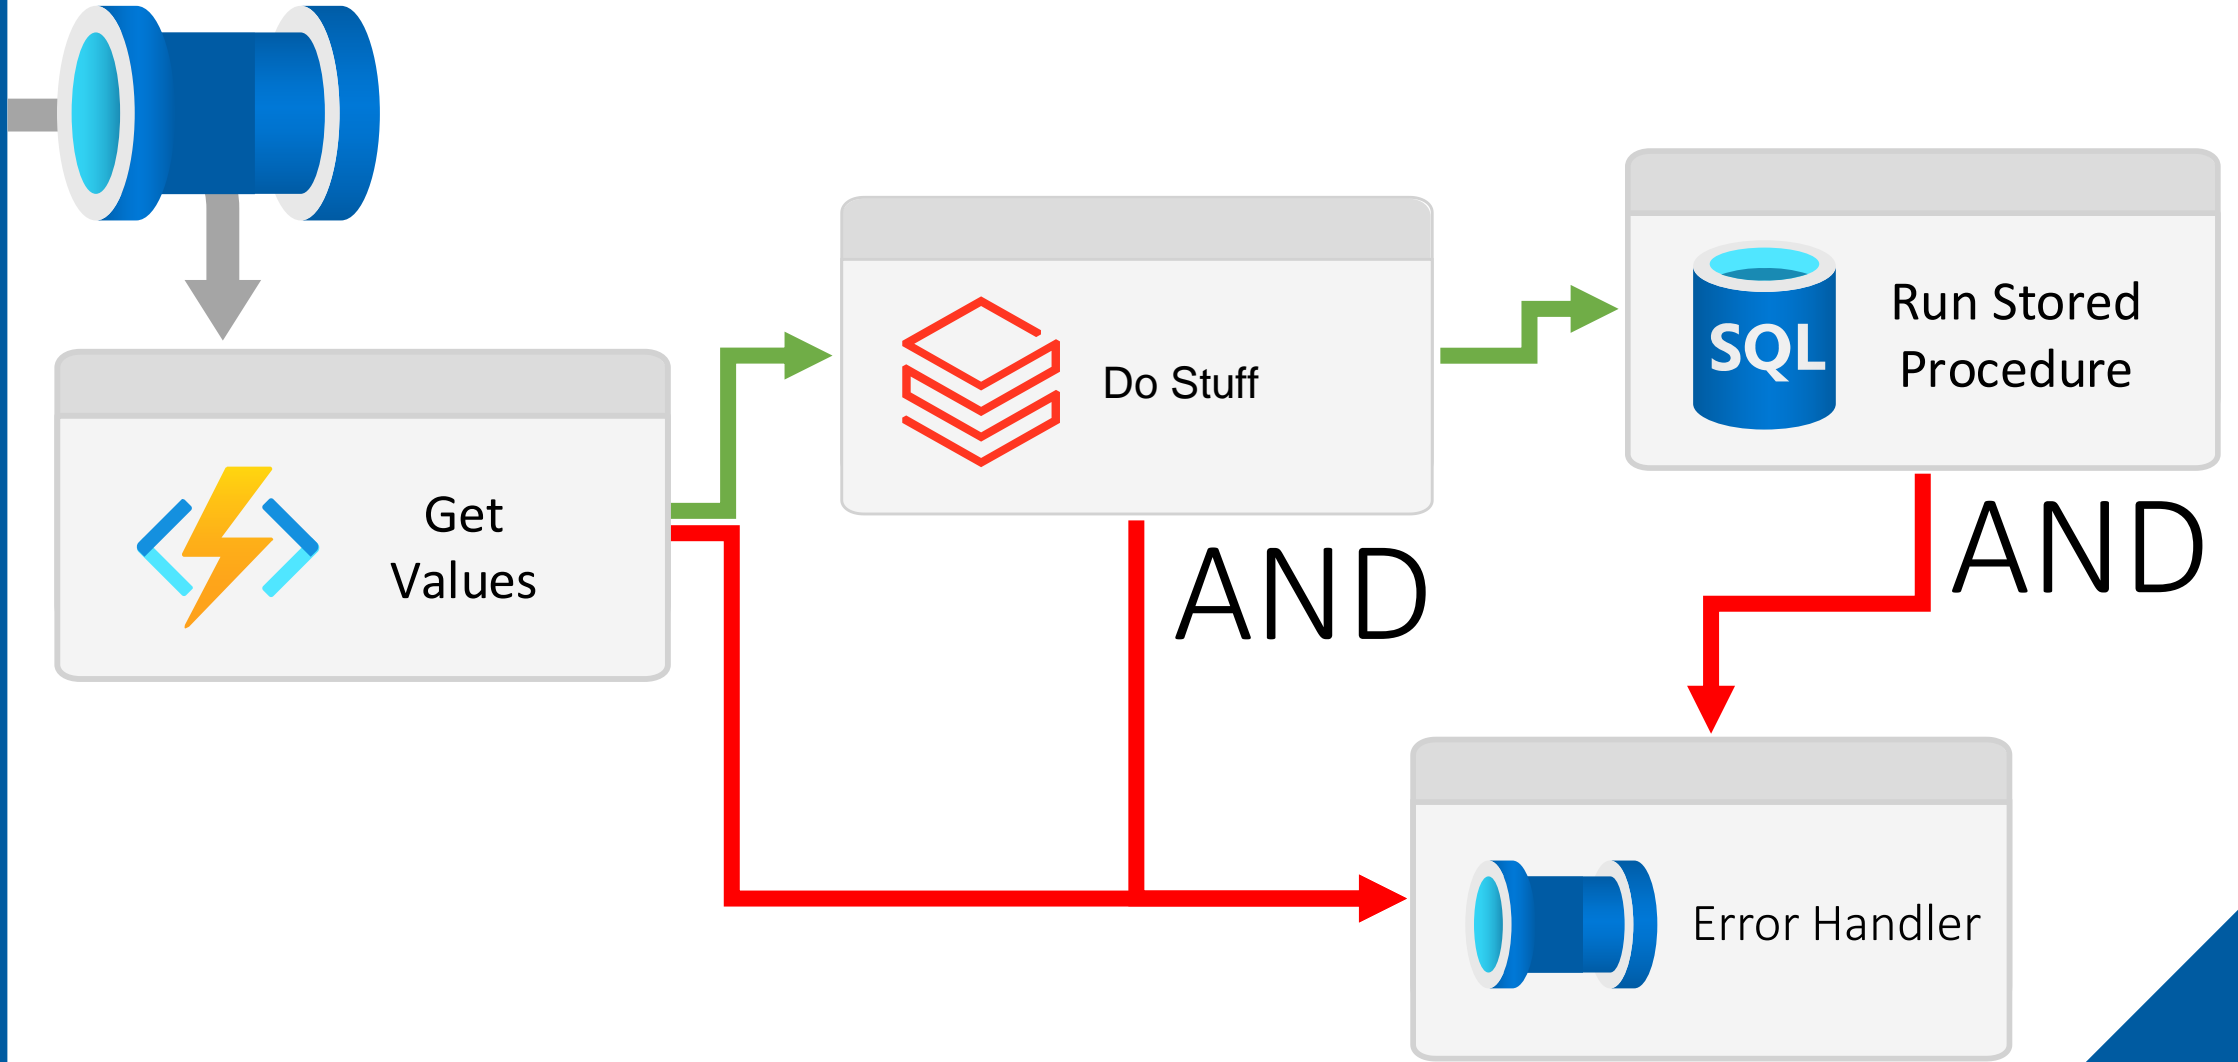 Get
Values
Do Stuff
AND
SQL
Run Stored
Procedure
AND
Error Handler